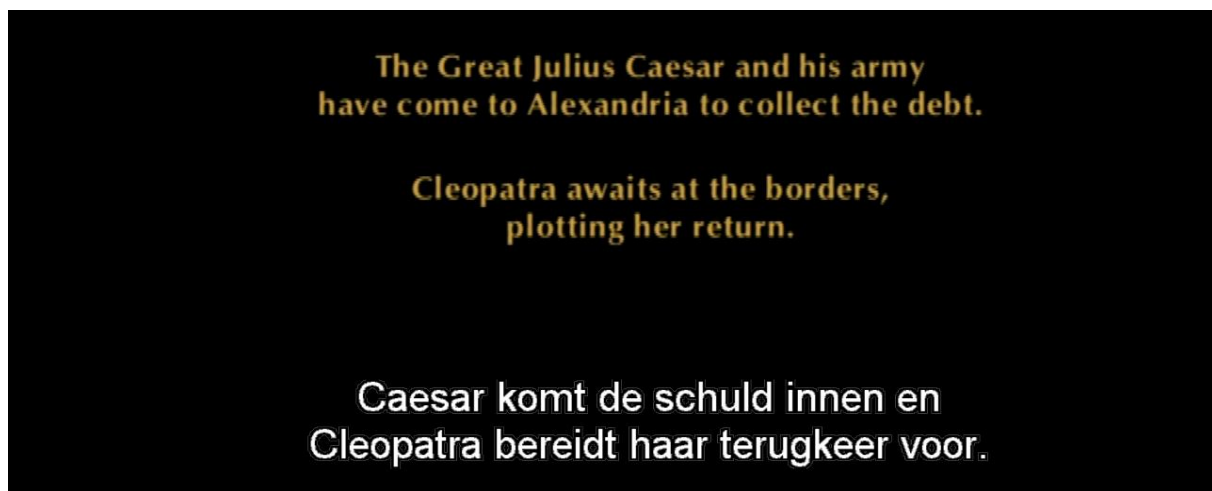 The Great Julius Caesar and his army
have come to Alexandria to collect the debt.
Cleopatra awaits at the borders,
plotting her return.
Caesar komt de schuld innen en
Cleopatra bereidt haar terugkeer voor.